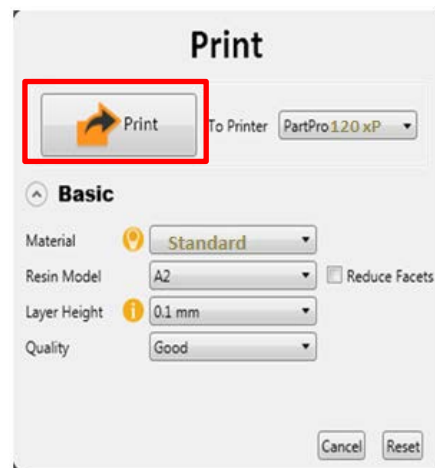 Print
Print To Printer PartPro120 xP
Basic
Material Standard
Resin Model A2 Reduce Facets
Layer Height 0.1 mm
Quality Good
Cancel Reset